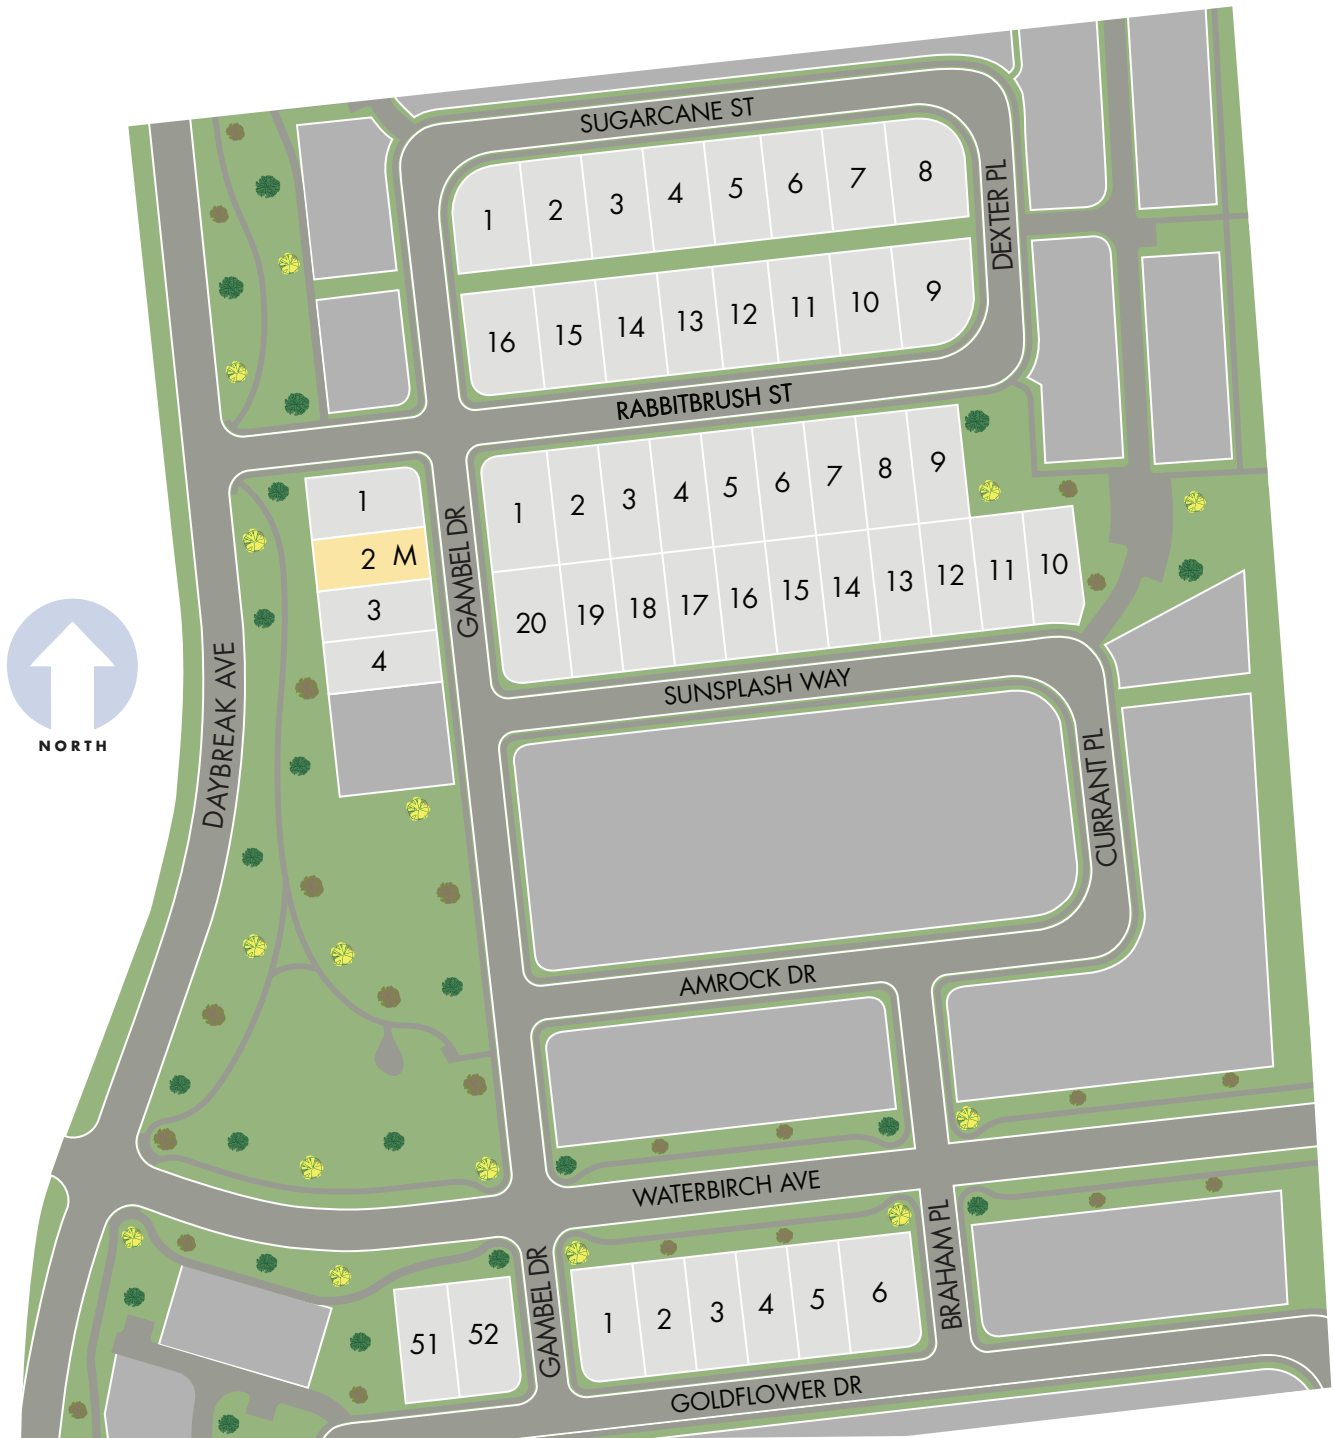 SUGARCANE ST
1 2 3 4 5 6 7 8
DEXTER PL
16 15 14 13 12 11 10 9
RABBITBRUSH ST
1 2 3 4 5 6 7 8 9
1
2 M
3
4
GAMBEL DR
20 19 18 17 16 15 14 13 12 11 10
SUNSPLASH WAY
DAYBREAK AVE
NORTH
CURRANT PL
AMROCK DR
WATERBIRCH AVE
BRAHAM PL
GAMBEL DR
51 52
1 2 3 4 5 6
GOLDFLOWER DR